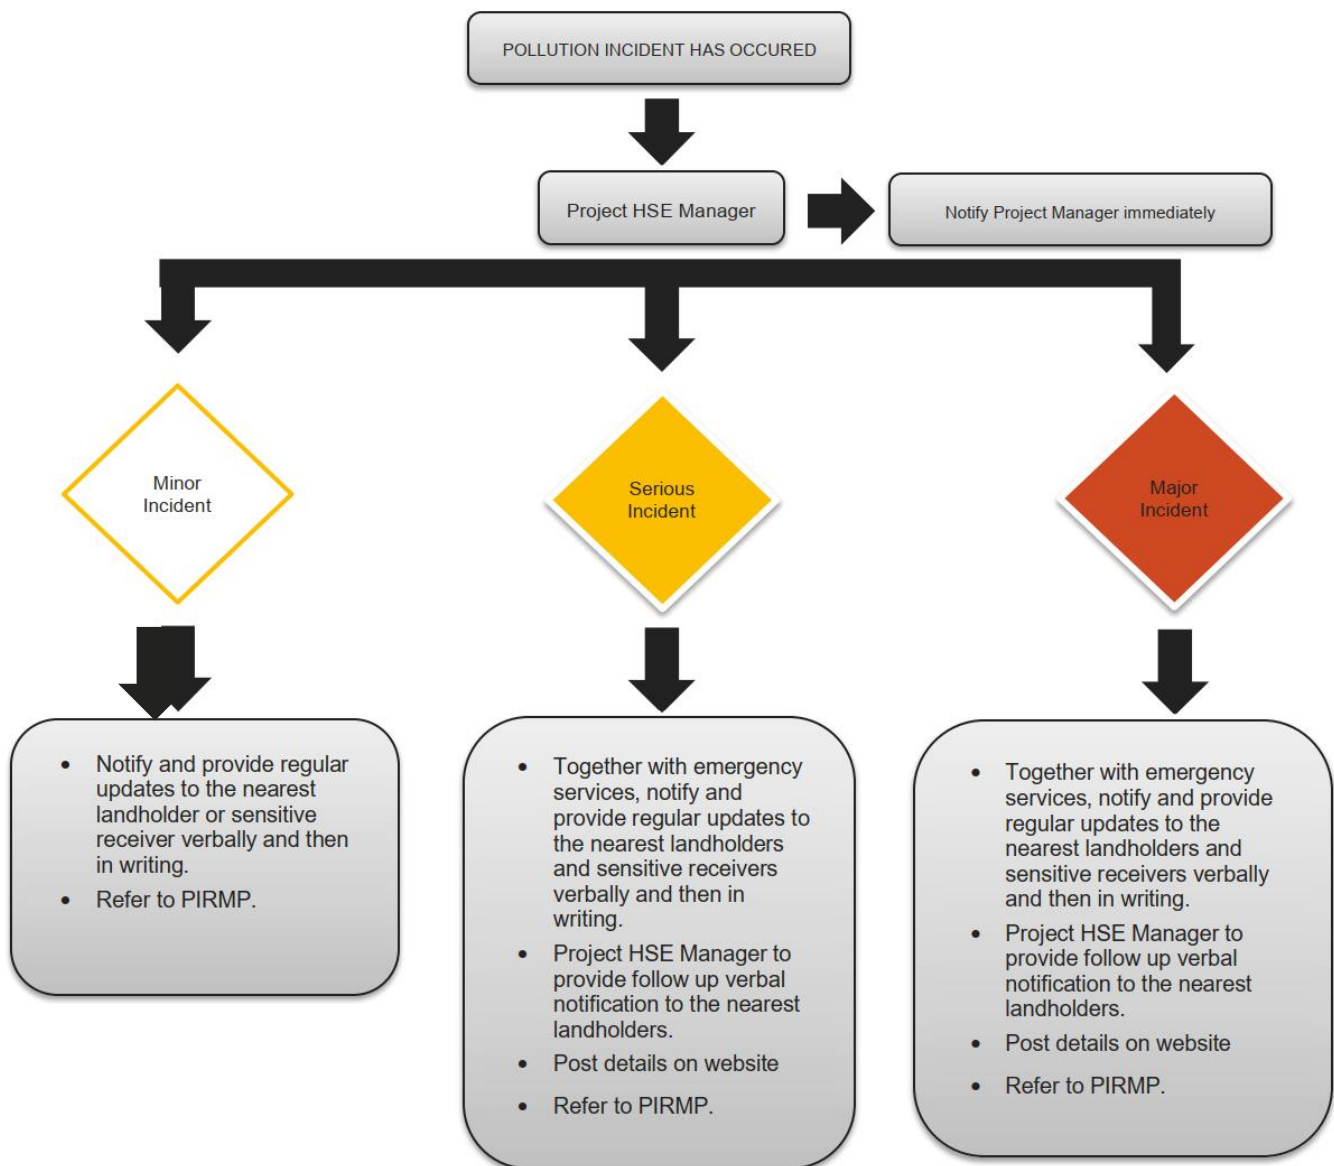 POLLUTION INCIDENT HAS OCCURED
Project HSE Manager
Notify Project Manager immediately
Minor
Incident
Serious
Incident
Major
Incident
• Notify and provide regular
updates to the nearest
landholder or sensitive
receiver verbally and then
in writing.
• Refer to PIRMP.
• Together with emergency
services, notify and
provide regular updates to
the nearest landholders
and sensitive receivers
verbally and then in
writing.
• Project HSE Manager to
provide follow up verbal
notification to the nearest
landholders.
• Post details on website
• Refer to PIRMP.
• Together with emergency
services, notify and provide
regular updates to the
nearest landholders and
sensitive receivers verbally
and then in writing.
• Project HSE Manager to
provide follow up verbal
notification to the nearest
landholders.
• Post details on website
• Refer to PIRMP.